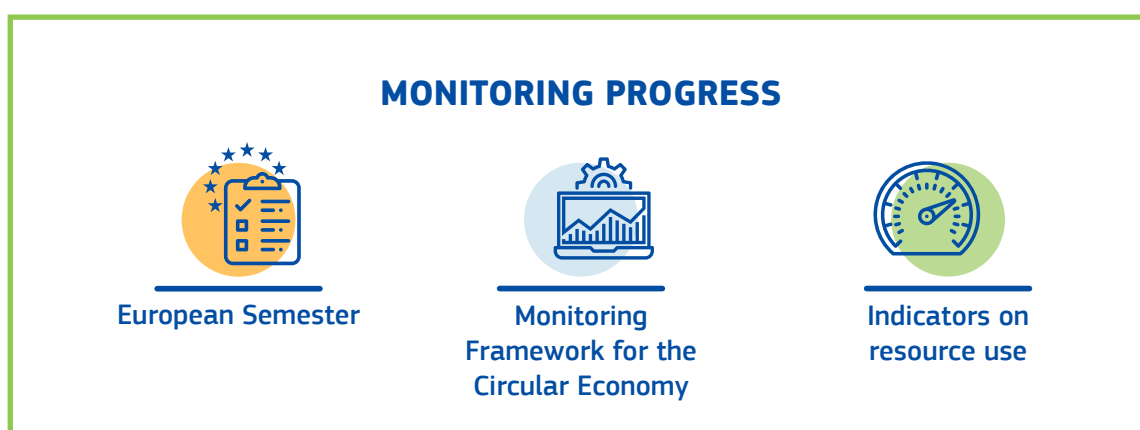 MONITORING PROGRESS
European Semester
Monitoring
Framework for the
Circular Economy
Indicators on
resource use